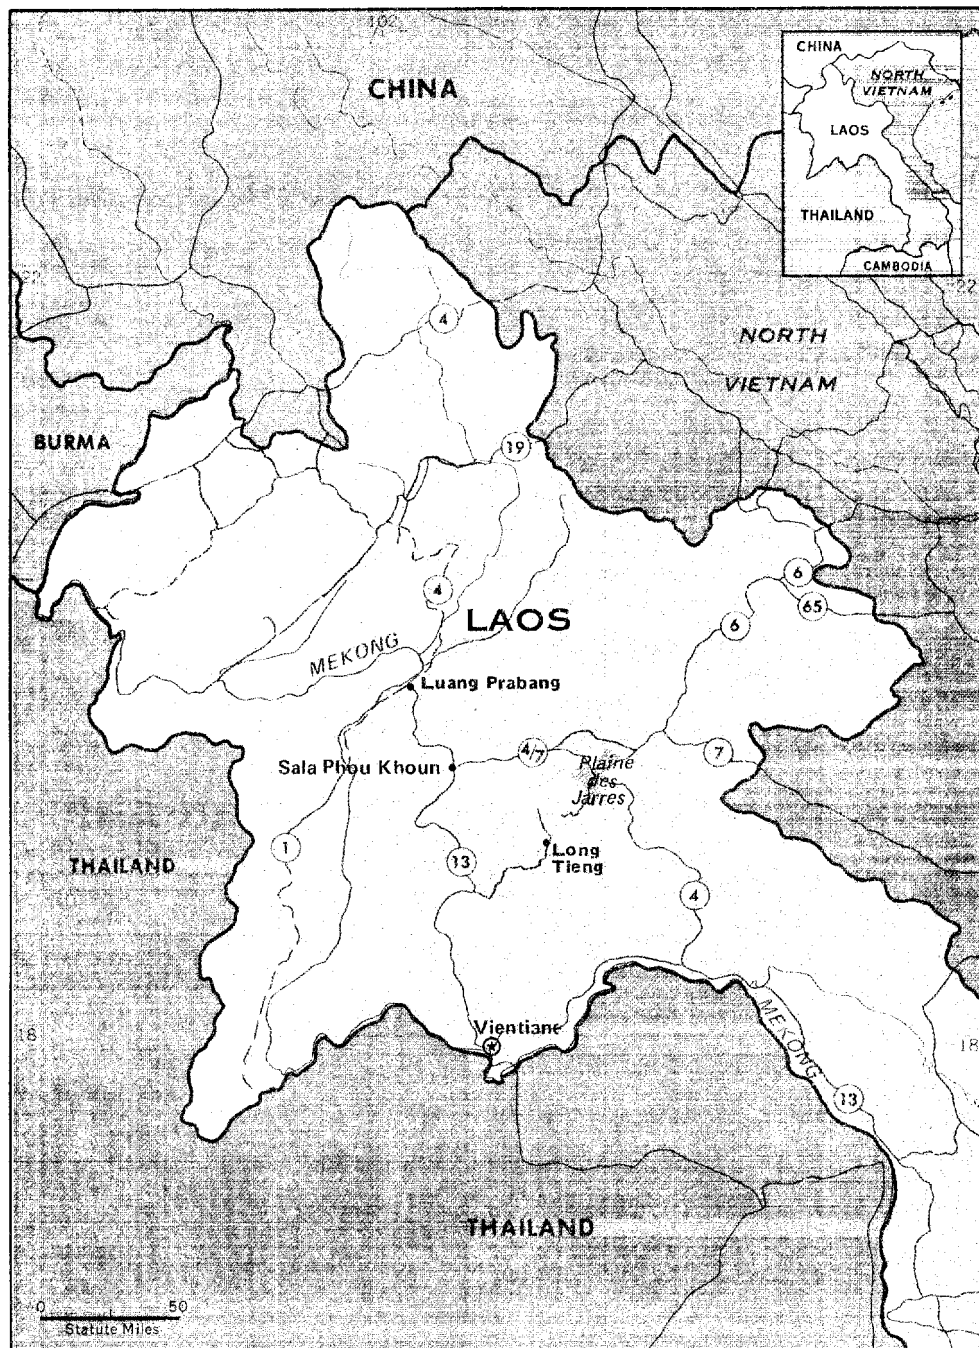 102
CHINA
CHINA
NORTH
VIETNAM
LAOS
THAILAND
CAMBODIA
22
22
4
NORTH
VIETNAM
BURMA
19
6
65
4
LAOS
6
MEKONG
Luang Prabang
4/7
7
Sala Phou Khoun
Plaine
des
Jarres
1
Long
Tieng
13
THAILAND
4
MEKONG
Vientiane
18
18
13
THAILAND
0 50
Statute Miles